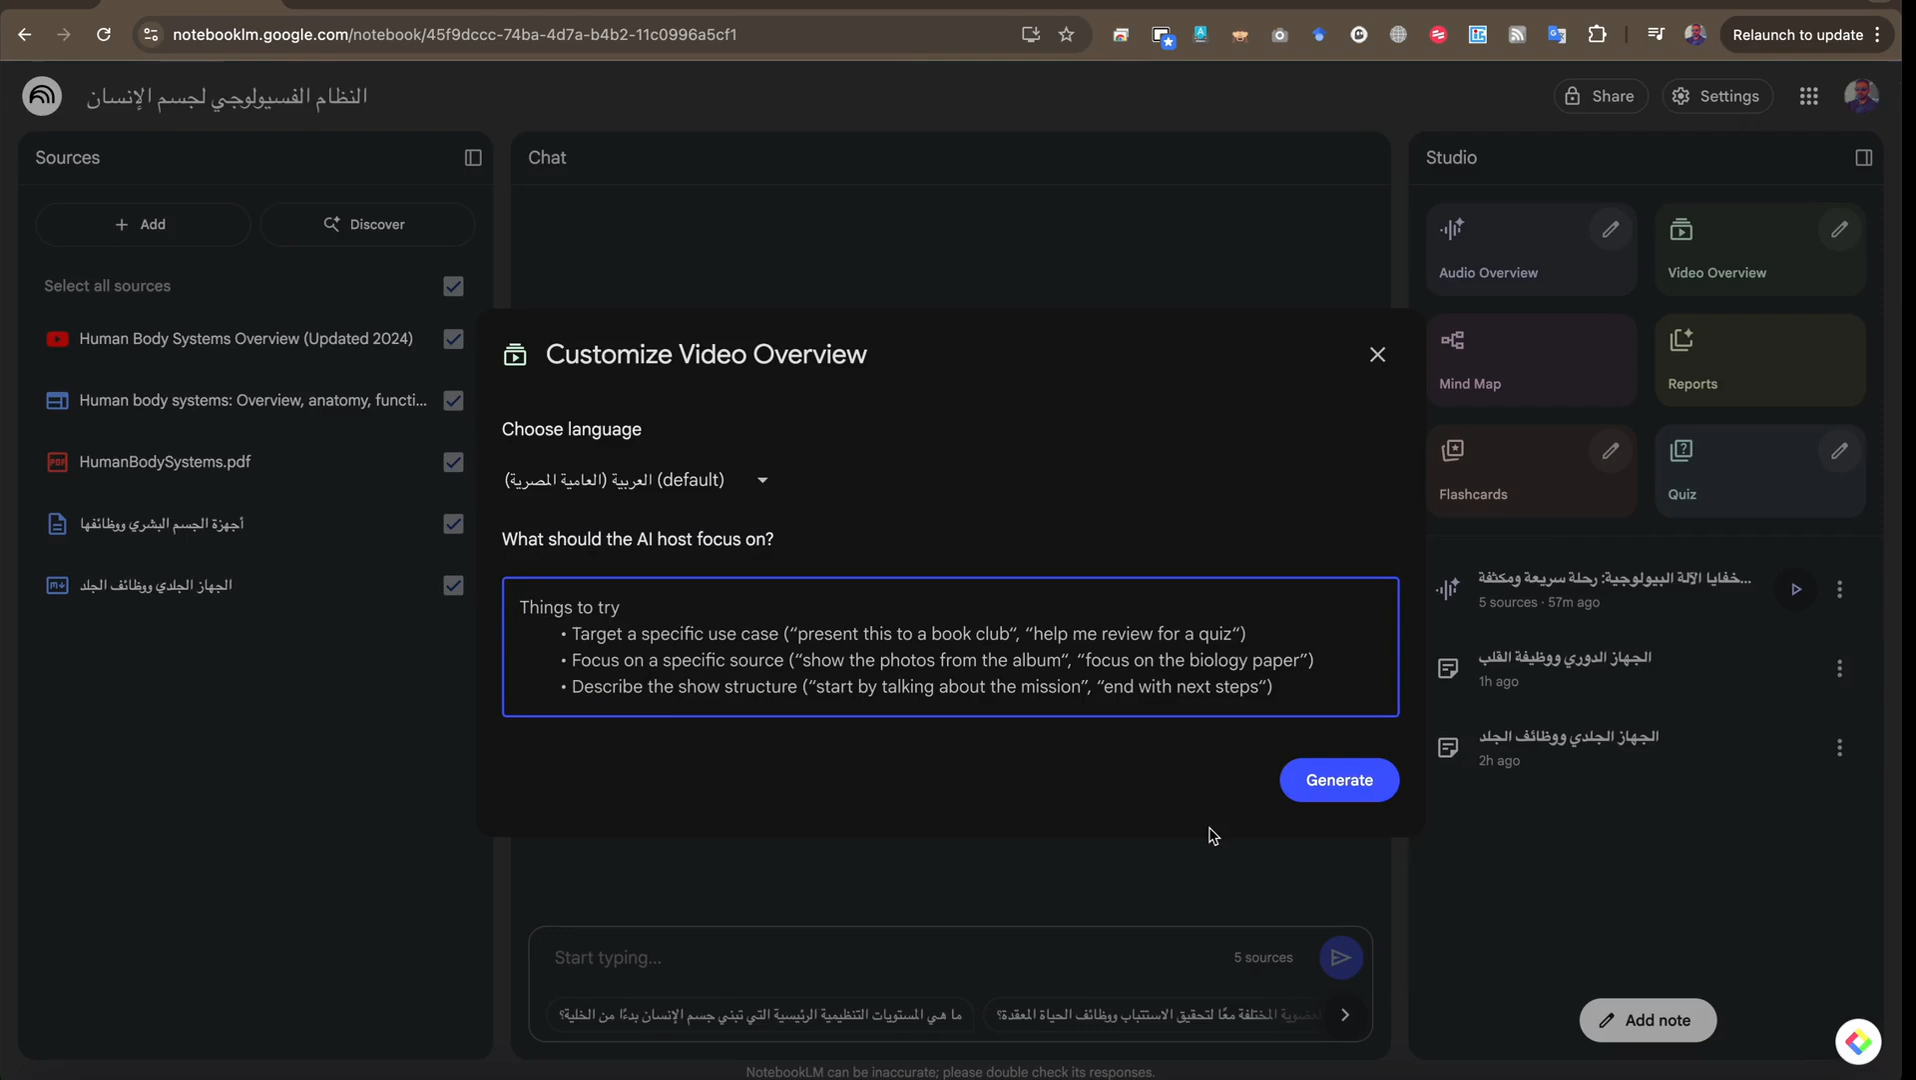 notebooklm.google.com/notebook/45f9dccc-74ba-4d7a-b4b2-11c0996a5cf1
Relaunch to update
النظام الفسيولوجي لجسم الإنسان
Share
Settings
Sources
Chat
Studio
Add
Discover
Select all sources
Human Body Systems Overview (Updated 2024)
Human body systems: Overview, anatomy, functi...
PDF
HumanBodySystems.pdf
أجهزة الجسم البشري ووظائفها
الجهاز الجلدي ووظائف الجلد
Customize Video Overview
Choose language
العربية (العامية المصرية) (default)
What should the AI host focus on?
Things to try
• Target a specific use case (“present this to a book club“, “help me review for a quiz“)
• Focus on a specific source (“show the photos from the album“, “focus on the biology paper”)
• Describe the show structure (“start by talking about the mission”, “end with next steps“)
Generate
Start typing...
5 sources
ما هي المستويات التنظيمية الرئيسية التي تبني جسم الإنسان بدءًا من الخلية؟
المختلفة معًا لتحقيق الاستتباب ووظائف الحياة المعقدة؟
NotebookLM can be inaccurate; please double check its responses.
Audio Overview
Video Overview
Mind Map
Reports
Flashcards
Quiz
خفايا الآلة البيولوجية: رحلة سريعة ومكثفة...
5 sources · 57m ago
الجهاز الدوري ووظيفة القلب
1h ago
الجهاز الجلدي ووظائف الجلد
2h ago
Add note